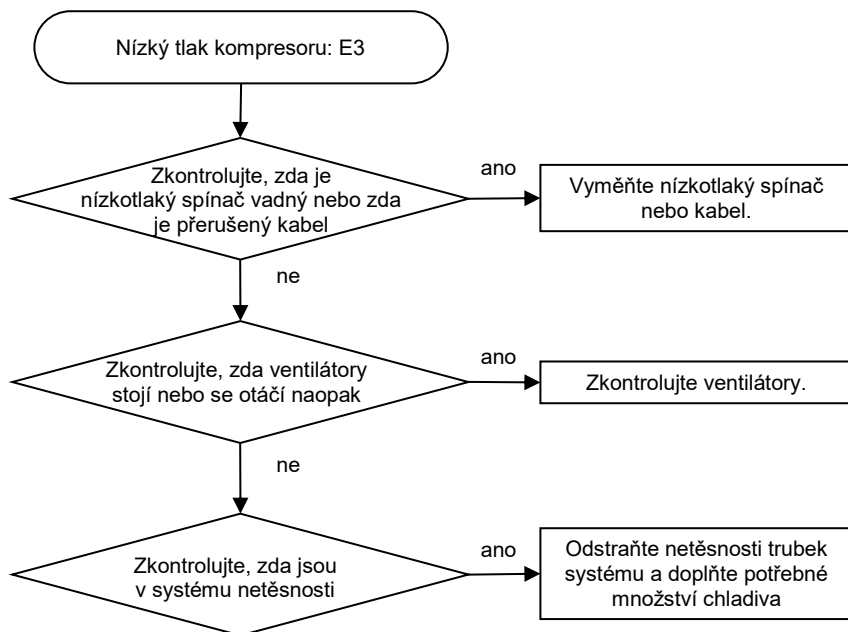 Nízký tlak kompresoru: E3
Zkontrolujte, zda je
nízkotlaký spínač vadný nebo zda
je přerušený kabel
ano
Vyměňte nízkotlaký spínač
nebo kabel.
ne
Zkontrolujte, zda ventilátory
stojí nebo se otáčí naopak
ano
Zkontrolujte ventilátory.
ne
Zkontrolujte, zda jsou
v systému netěsnosti
ano
Odstraňte netěsnosti trubek
systému a doplňte potřebné
množství chladiva